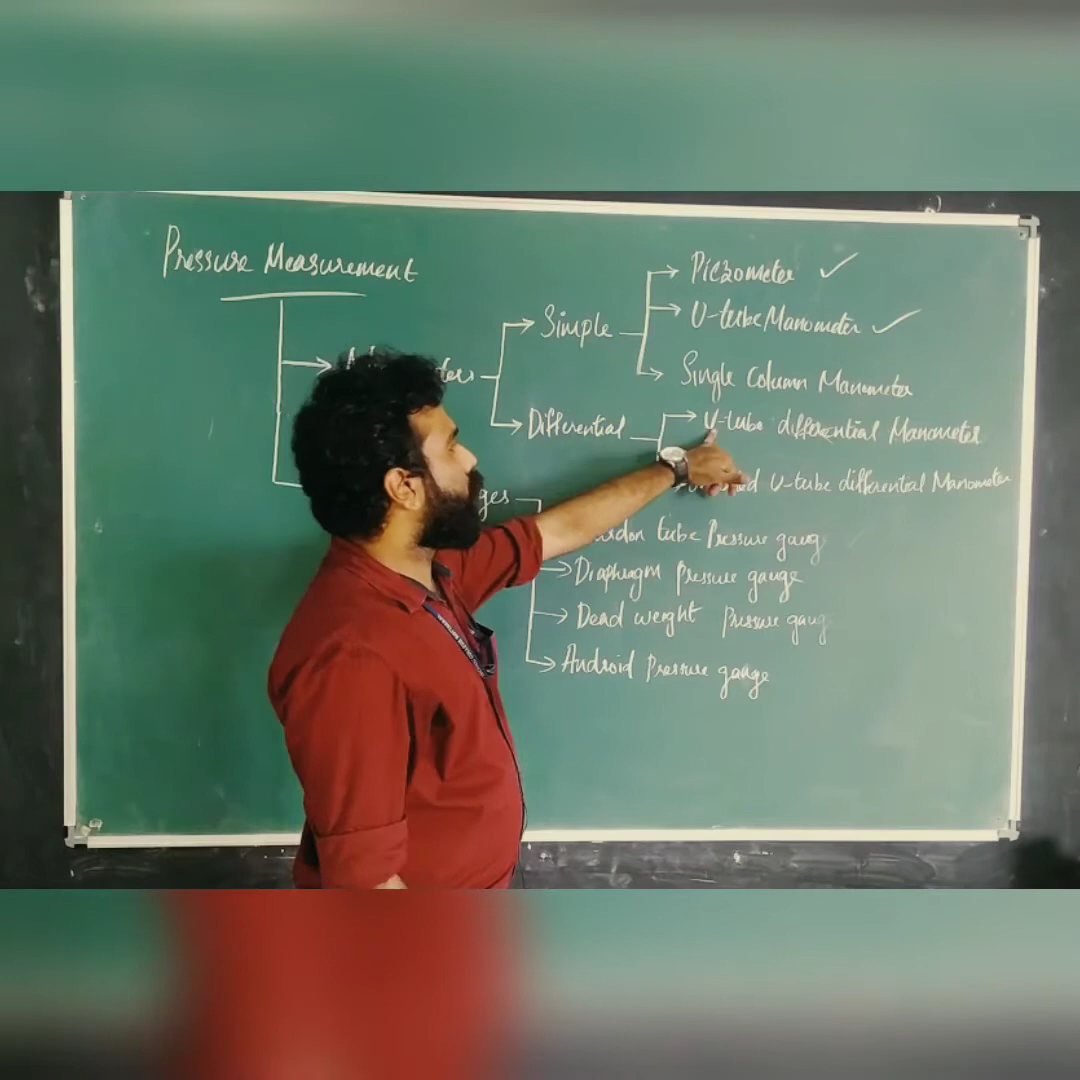 Pressure Measurement
Simple
Piezometer ✓
U-tube Manometer ✓
Single Column Manometer
Differential
U-tube differential Manometer
U-tube differential Manometer
tube Pressure gaug
Diaphragm pressure gauge
Dead weight pressure gaug
Android Pressure gauge